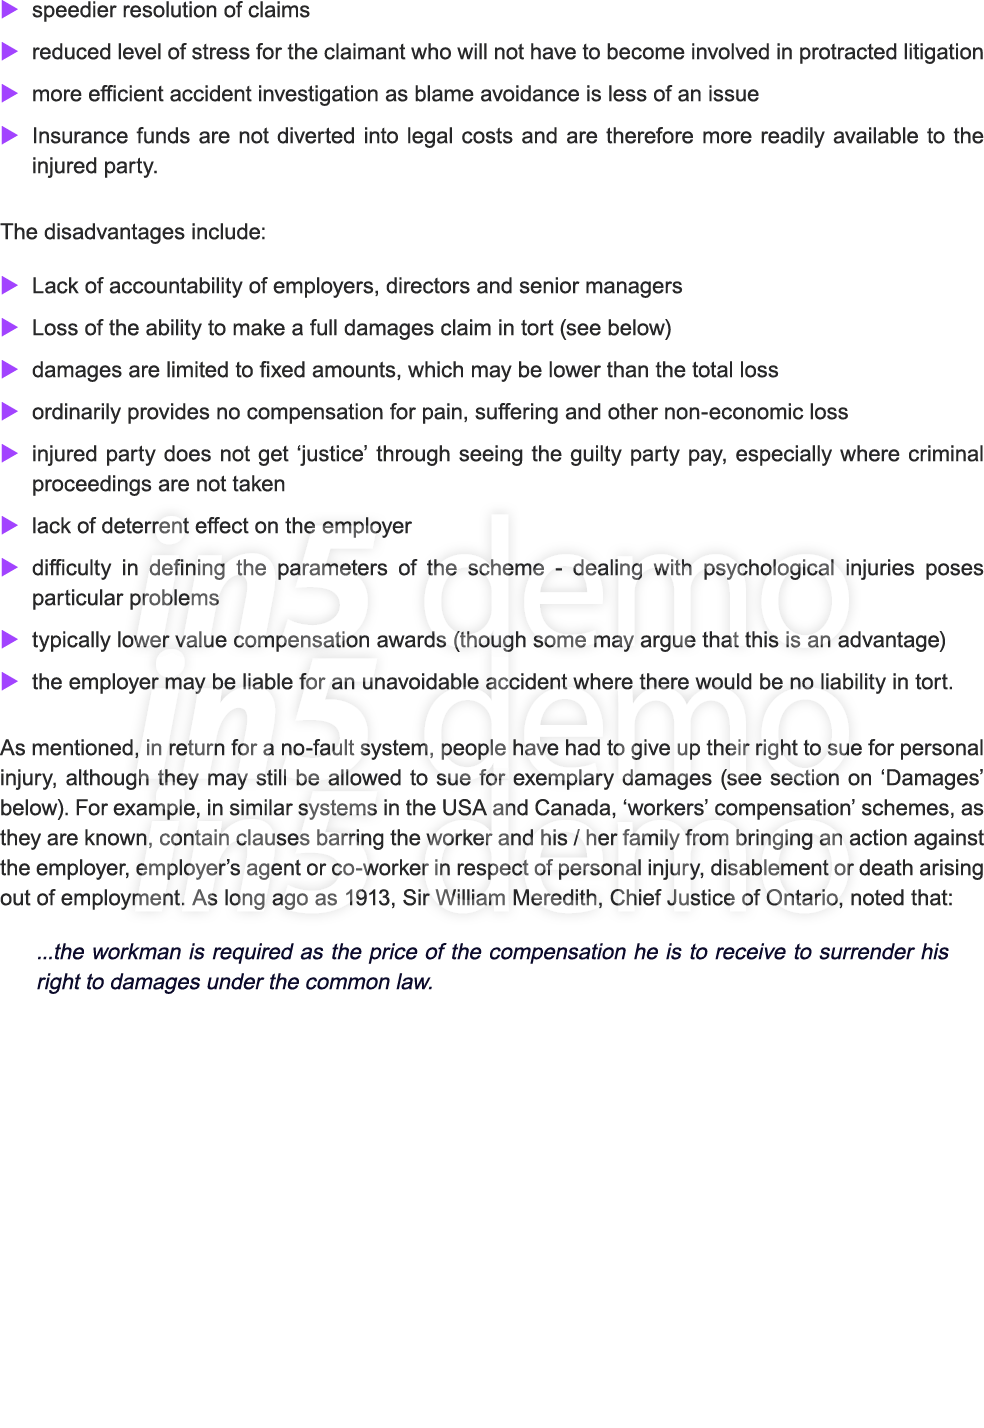 ▶ speedier resolution of claims
▶ reduced level of stress for the claimant who will not have to become involved in protracted litigation
▶ more efficient accident investigation as blame avoidance is less of an issue
▶ Insurance funds are not diverted into legal costs and are therefore more readily available to the
injured party.
The disadvantages include:
▶ Lack of accountability of employers, directors and senior managers
▶ Loss of the ability to make a full damages claim in tort (see below)
▶ damages are limited to fixed amounts, which may be lower than the total loss
▶ ordinarily provides no compensation for pain, suffering and other non-economic loss
▶ injured party does not get ‘justice’ through seeing the guilty party pay, especially where criminal
proceedings are not taken
▶ lack of deterrent effect on the employer
▶ difficulty in defining the parameters of the scheme - dealing with psychological injuries poses
particular problems
▶ typically lower value compensation awards (though some may argue that this is an advantage)
▶ the employer may be liable for an unavoidable accident where there would be no liability in tort.
As mentioned, in return for a no-fault system, people have had to give up their right to sue for personal
injury, although they may still be allowed to sue for exemplary damages (see section on ‘Damages’
below). For example, in similar systems in the USA and Canada, ‘workers’ compensation’ schemes, as
they are known, contain clauses barring the worker and his / her family from bringing an action against
the employer, employer’s agent or co-worker in respect of personal injury, disablement or death arising
out of employment. As long ago as 1913, Sir William Meredith, Chief Justice of Ontario, noted that:
...the workman is required as the price of the compensation he is to receive to surrender his
right to damages under the common law.
in5 demo
in5 demo
in5 demo